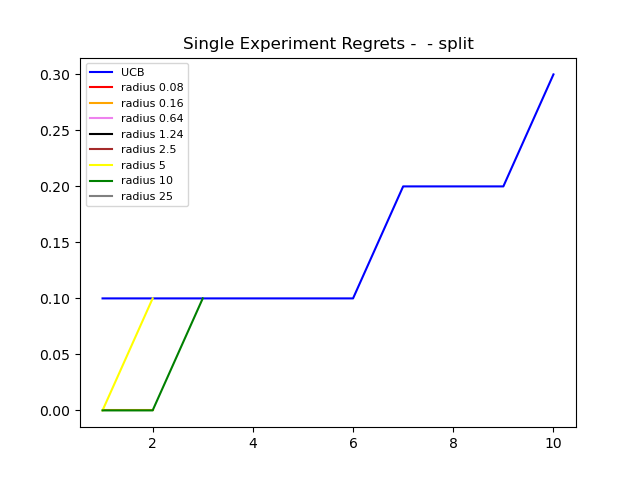 Single Experiment Regrets -  - split
UCB
radius 0.08
radius 0.16
radius 0.64
radius 1.24
radius 2.5
radius 5
radius 10
radius 25
0.30
0.25
0.20
0.15
0.10
0.05
0.00
2 4 6 8 10